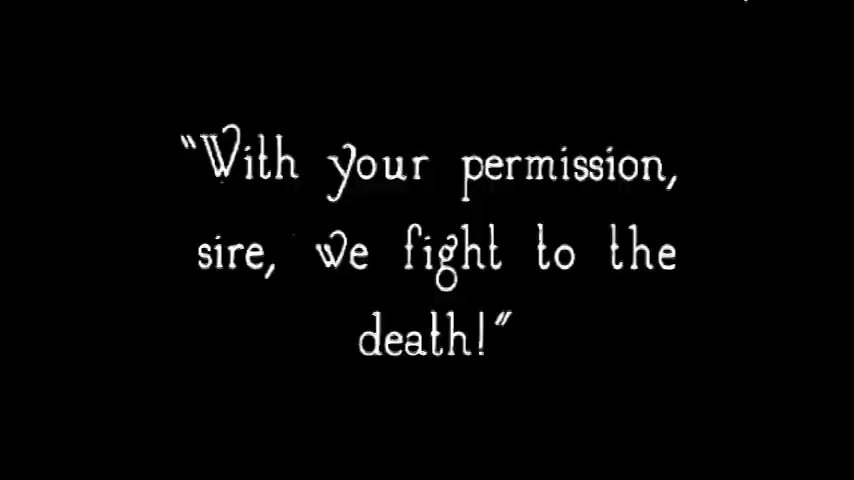 "With your permission,
sire, we fight to the
death!"